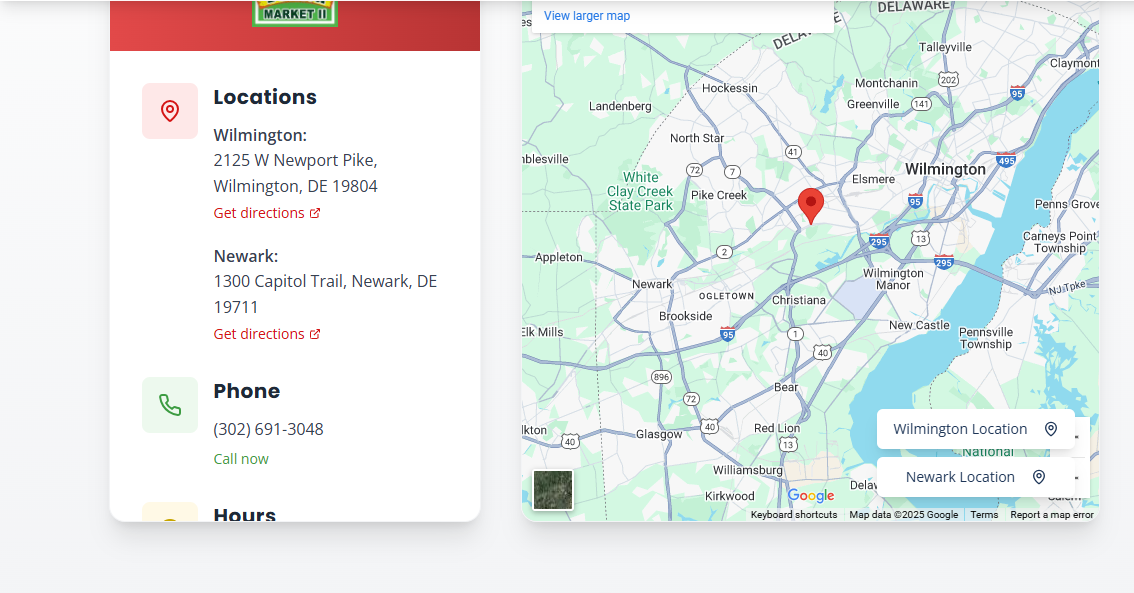 MARKET II
Locations
Wilmington:
2125 W Newport Pike,
Wilmington, DE 19804
Get directions
Newark:
1300 Capitol Trail, Newark, DE
19711
Get directions
Phone
(302) 691-3048
Call now
Hours
View larger map
DELAWARE
Talleyville
Claymont
Hockessin
Montchanin
202
95
Landenberg
Greenville
141
North Star
41
495
Wilmington
72
7
Elsmere
White
Clay Creek
State Park
Pike Creek
95
Penns Grove
295
13
Carneys Point
Township
2
Appleton
295
Wilmington
Manor
Newark
OGLETOWN
Christiana
NJ Tpke
Brookside
New Castle
Elk Mills
95
1
Pennsville
Township
40
896
Bear
72
40
Red Lion
Glasgow
40
13
Wilmington Location
National
Williamsburg
Newark Location
Kirkwood
Google
Keyboard shortcuts
Map data ©2025 Google
Terms
Report a map error